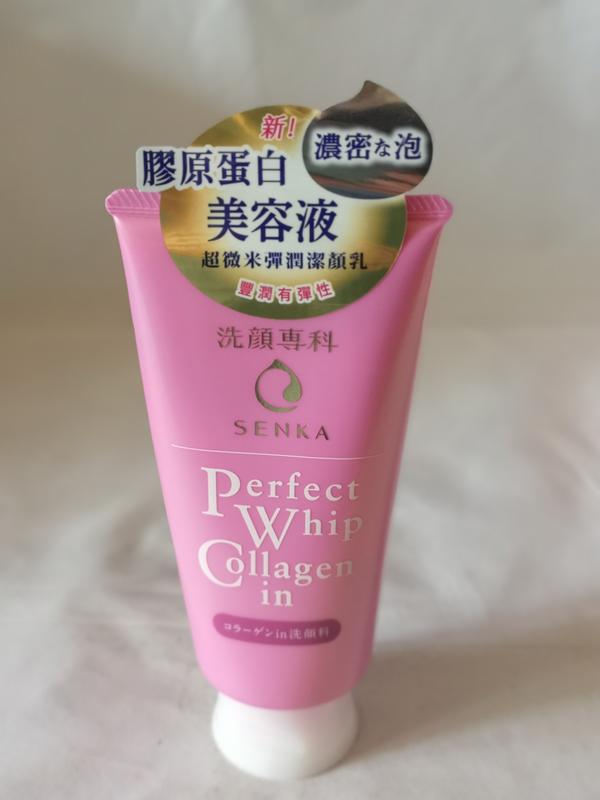 新!
濃密な泡
膠原蛋白
美容液
超微米彈潤潔顏乳
豐潤有彈性
洗顔専科
SENKA
Perfect
Whip
Collagen
in
コラーゲンin洗顔料